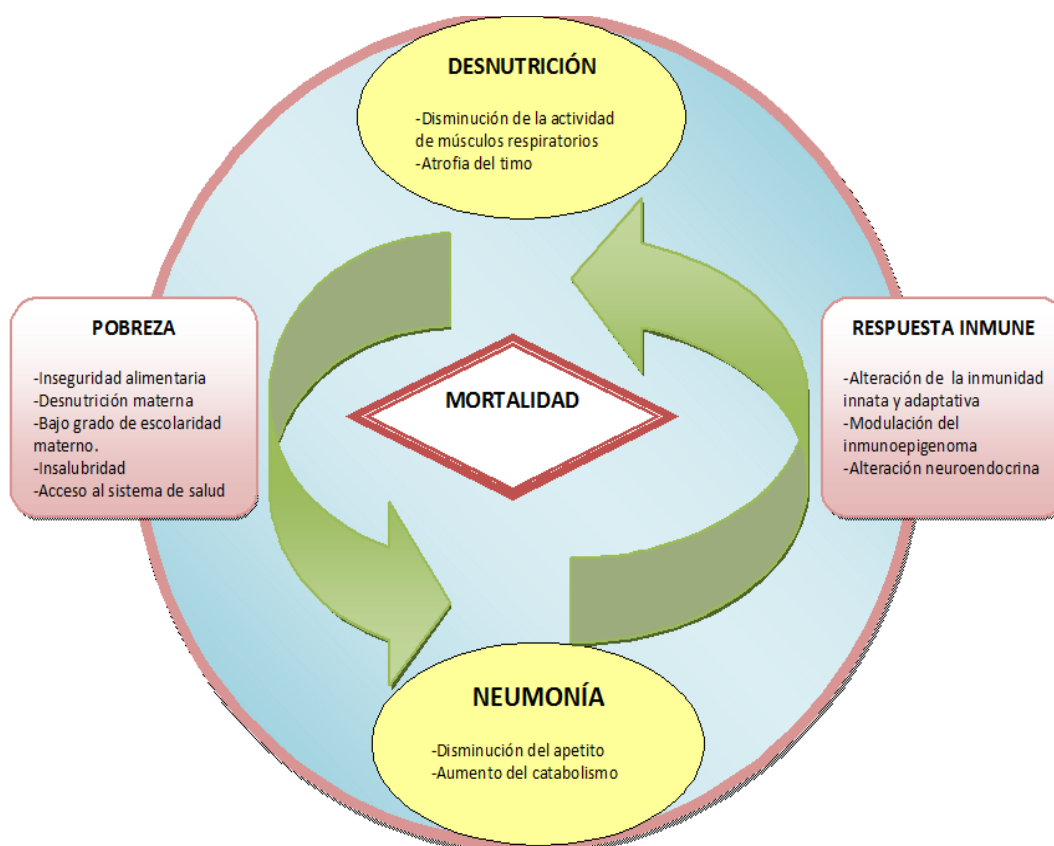 DESNUTRICIÓN
-Disminución de la actividad
de músculos respiratorios
-Atrofia del timo
POBREZA
-Inseguridad alimentaria
-Desnutrición materna
-Bajo grado de escolaridad
materno.
-Insalubridad
-Acceso al sistema de salud
MORTALIDAD
RESPUESTA INMUNE
-Alteración de la inmunidad
innata y adaptativa
-Modulación del
inmunoepigenoma
-Alteración neuroendocrina
NEUMONÍA
-Disminución del apetito
-Aumento del catabolismo